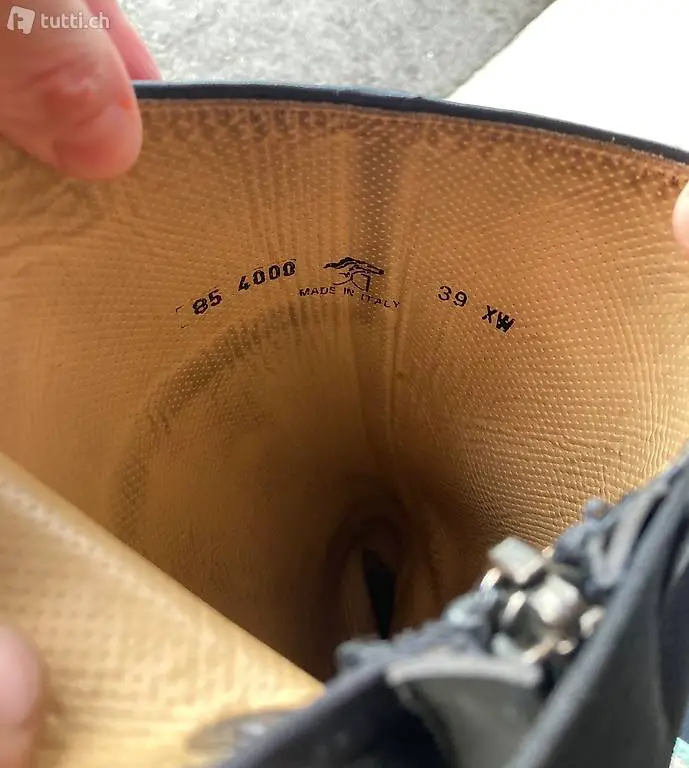 tutti.ch
85 4000
MADE IN ITALY
39 XW